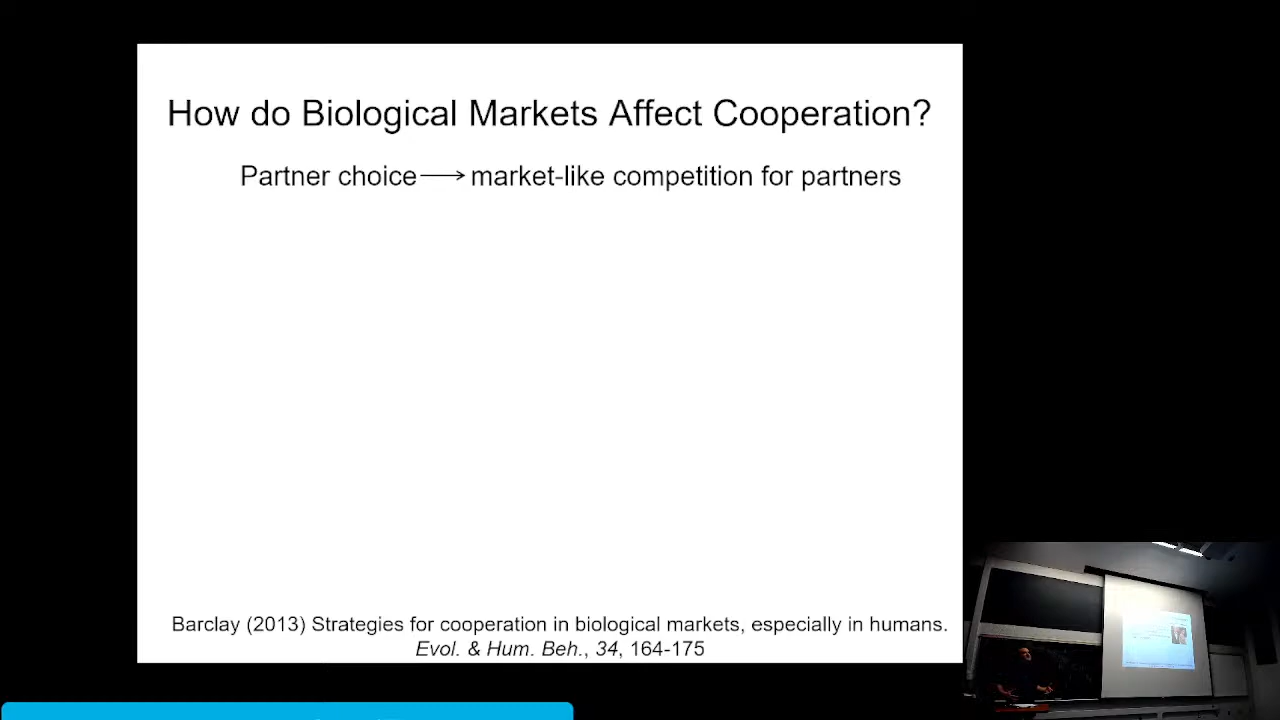 How do Biological Markets Affect Cooperation?
Partner choice → market-like competition for partners
Barclay (2013) Strategies for cooperation in biological markets, especially in humans.
Evol. & Hum. Beh., 34, 164-175